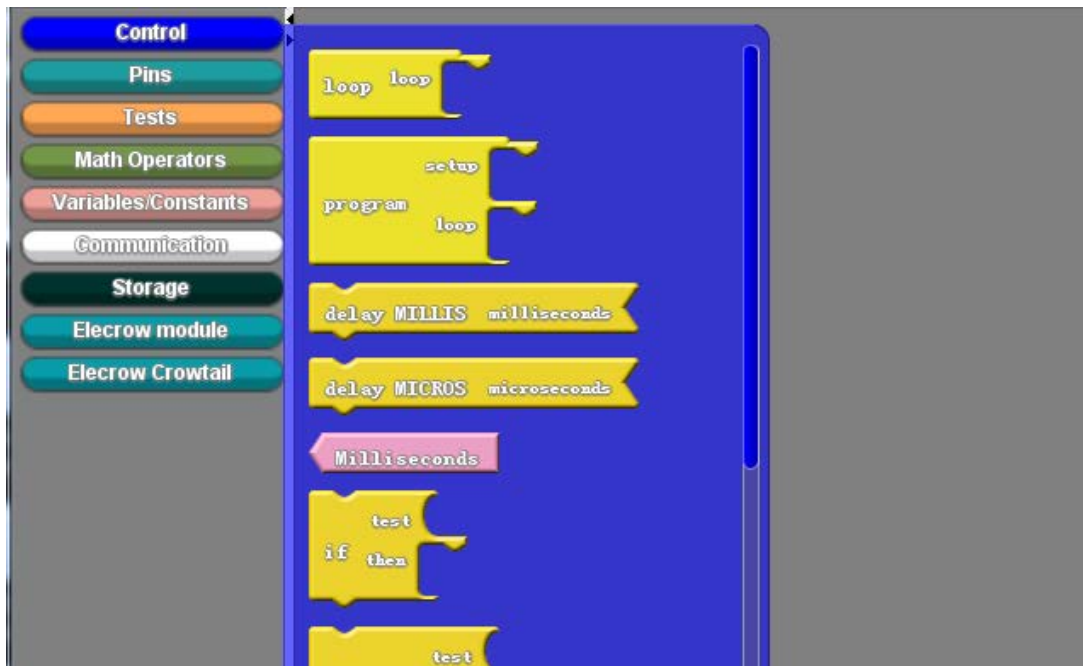 Control
Pins
Tests
Math Operators
Variables/Constants
Communication
Storage
Elecrow module
Elecrow Crowtail
loop loop
setup
program
loop
delay MILLIS milliseconds
delay MICROS microseconds
Milliseconds
test
if then
test